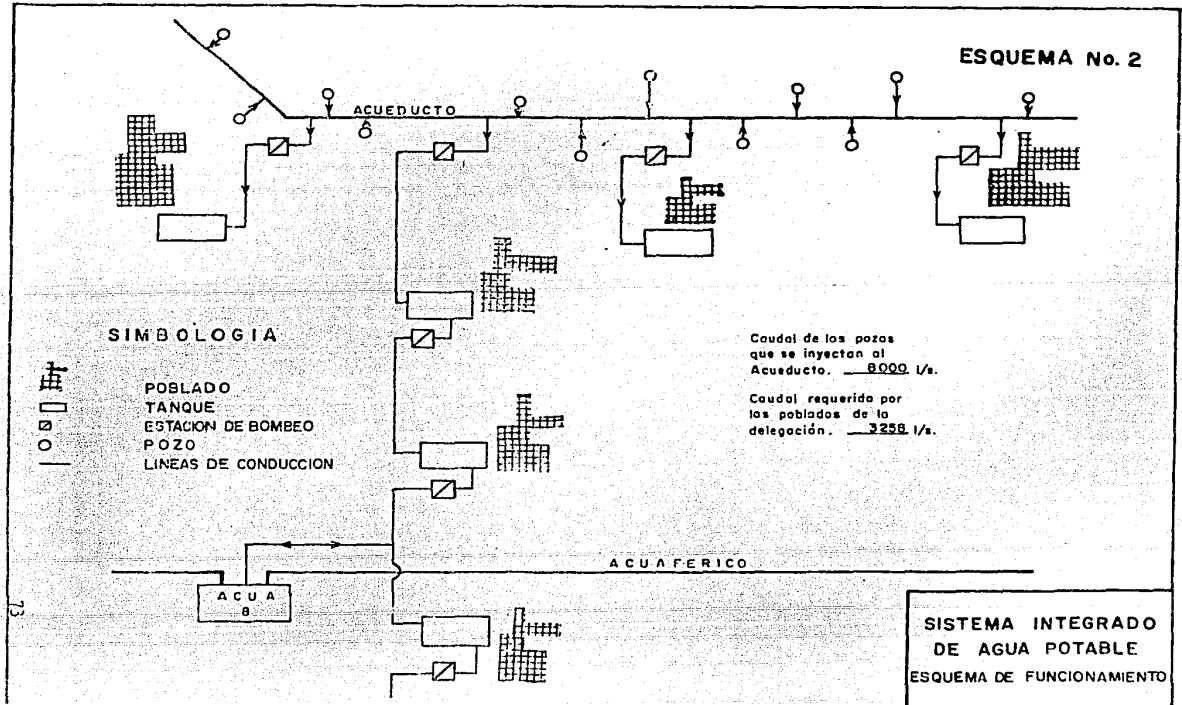 ESQUEMA No. 2
ACUEDUCTO
SIMBOLOGIA
POBLADO
TANQUE
ESTACION DE BOMBEO
POZO
LINEAS DE CONDUCCION
Caudal de los pozos
que se inyectan al
Acueducto. 8000 l/s.
Caudal requerido por
los poblados de la
delegación. 3258 l/s.
ACUAFERICO
ACUA
8
73
SISTEMA INTEGRADO
DE AGUA POTABLE
ESQUEMA DE FUNCIONAMIENTO